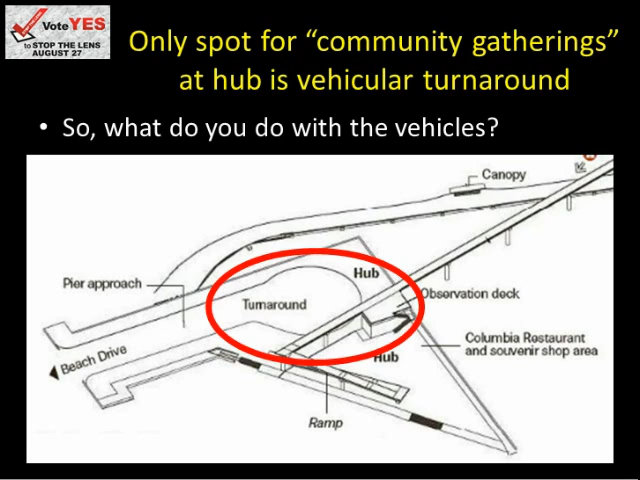 Vote YES
to STOP THE LENS
AUGUST 27
Only spot for “community gatherings”
at hub is vehicular turnaround
• So, what do you do with the vehicles?
Canopy
Pier approach
Hub
Turnaround
Observation deck
Columbia Restaurant
and souvenir shop area
Hub
Beach Drive
Ramp